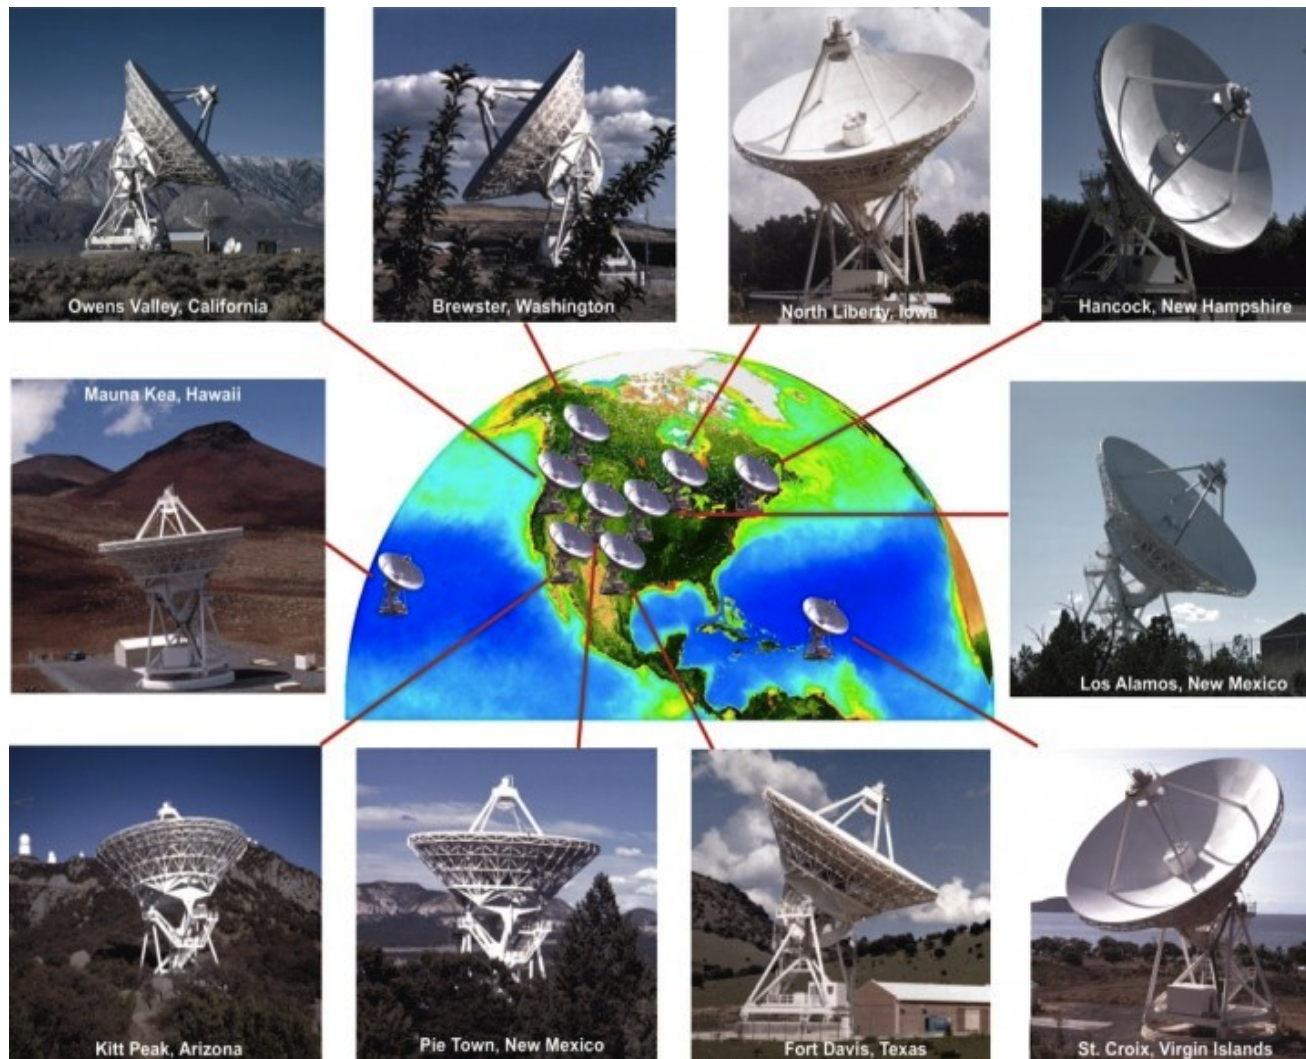 Owens Valley, California
Brewster, Washington
North Liberty, Iowa
Hancock, New Hampshire
Mauna Kea, Hawaii
Los Alamos, New Mexico
Kitt Peak, Arizona
Pie Town, New Mexico
Fort Davis, Texas
St. Croix, Virgin Islands